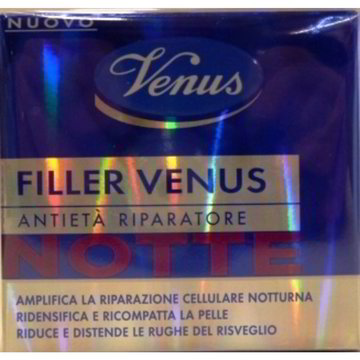 NUOVO
Venus
FILLER VENUS
ANTIETÀ RIPARATORE
NOTTE
AMPLIFICA LA RIPARAZIONE CELLULARE NOTTURNA
RIDENSIFICA E RICOMPATTA LA PELLE
RIDUCE E DISTENDE LE RUGHE DEL RISVEGLIO